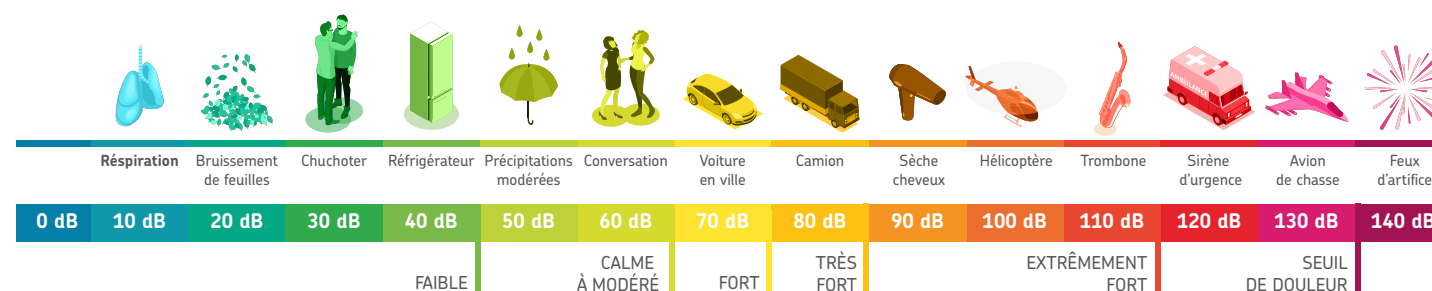 AMBULANCE
Réspiration
Bruissement
de feuilles
Chuchoter
Réfrigérateur
Précipitations
modérées
Conversation
Voiture
en ville
Camion
Sèche
cheveux
Hélicoptère
Trombone
Sirène
d'urgence
Avion
de chasse
Feux
d'artifice
0 dB
10 dB
20 dB
30 dB
40 dB
50 dB
60 dB
70 dB
80 dB
90 dB
100 dB
110 dB
120 dB
130 dB
140 dB
FAIBLE
CALME
À MODÉRÉ
FORT
TRÈS
FORT
EXTRÊMEMENT
FORT
SEUIL
DE DOULEUR